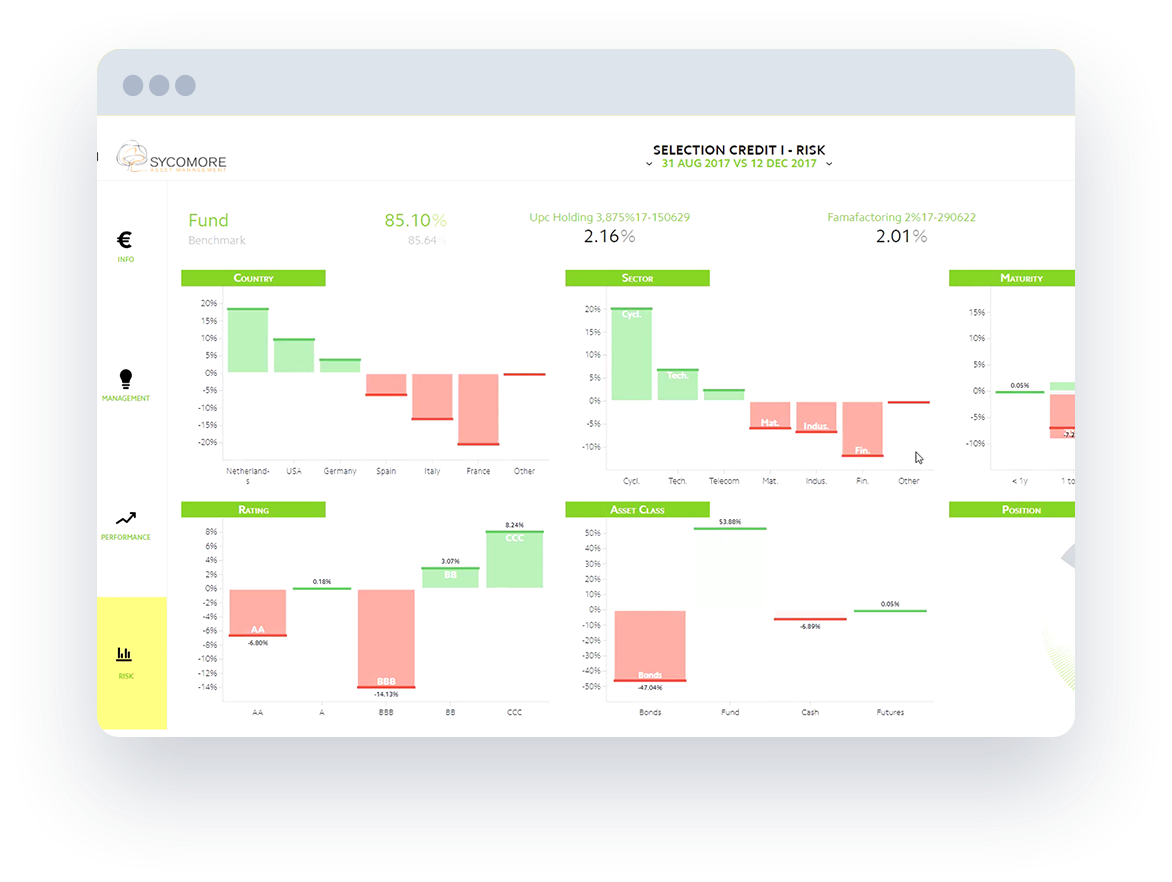 SYCOMORE
ASSET MANAGEMENT
SELECTION CREDIT I - RISK
31 AUG 2017 VS 12 DEC 2017
INFO
MANAGEMENT
PERFORMANCE
RISK
Fund 85.10%
Benchmark 85.64%
Upc Holding 3,875%17-150629
2.16%
Famafactoring 2%17-290622
2.01%
COUNTRY
20%
15%
10%
5%
0%
-5%
-10%
-15%
-20%
Netherland-
s
USA Germany Spain Italy France Other
SECTOR
20%
15%
10%
5%
0%
-5%
-10%
Cycl.
Tech.
Mat.
Indus.
Fin.
Cycl. Tecn. Telecom Mat. Indus. Fin. Other
MATURITY
15%
10%
5%
0%
-5%
-10%
0.05%
-7.2
< 1y 1 to
RATING
8%
6%
4%
2%
0%
-2%
-4%
-6%
-8%
-10%
-12%
-14%
AA
-6.80%
0.18%
BBB
-14.13%
3.07%
BB
8.24%
CCC
AA A BBB BB CCC
ASSET CLASS
50%
40%
30%
20%
10%
0%
-10%
-20%
-30%
-40%
-50%
Bonds
-47.04%
53.88%
-6.89%
0.05%
Bonds Fund Cash Futures
POSITION